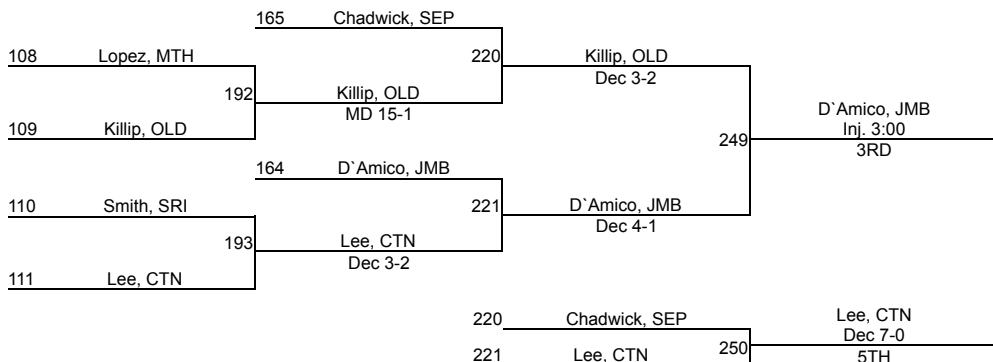 165 Chadwick, SEP
108 Lopez, MTH
220 Killip, OLD
Dec 3-2
192 Killip, OLD
MD 15-1
D`Amico, JMB
Inj. 3:00
3RD
109 Killip, OLD
249
164 D`Amico, JMB
110 Smith, SRI
221 D`Amico, JMB
Dec 4-1
193 Lee, CTN
Dec 3-2
111 Lee, CTN
220 Chadwick, SEP
Lee, CTN
Dec 7-0
5TH
221 Lee, CTN
250